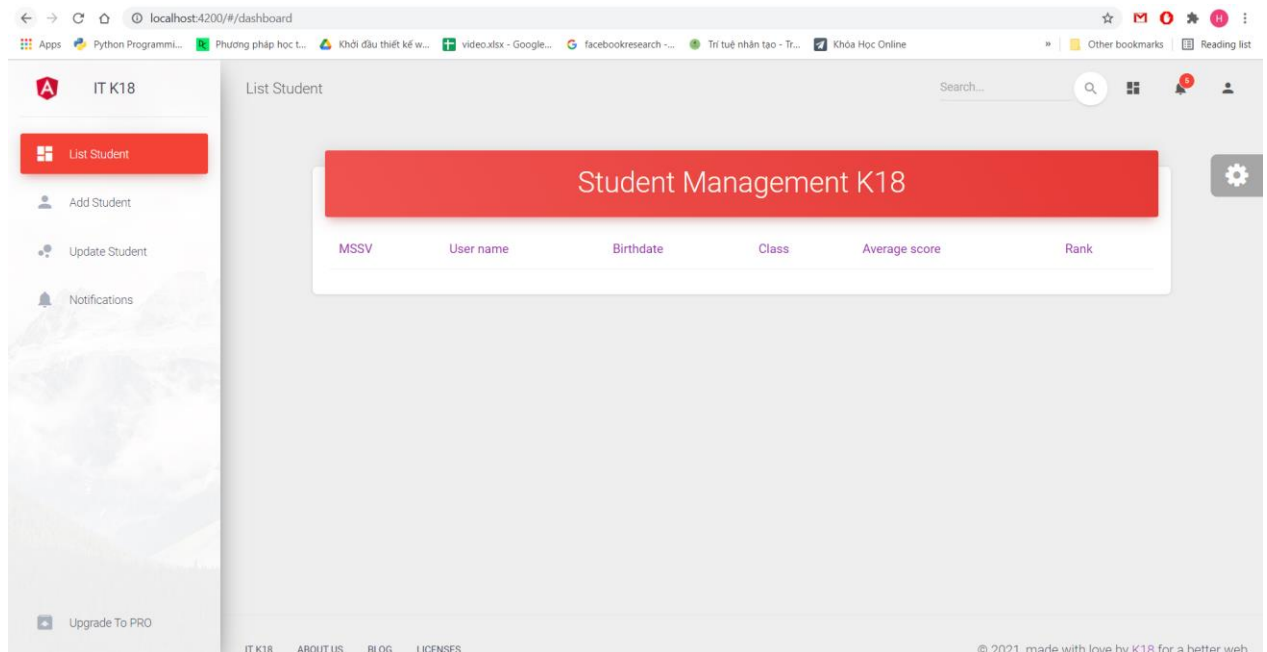 localhost:4200/#/dashboard
H
Apps Python Programmi... Phương pháp học t... Khởi đầu thiết kế w... video.xlsx - Google... facebookresearch -... Trí tuệ nhân tạo - Tr... Khóa Học Online » Other bookmarks Reading list
IT K18
List Student
Search...
5
List Student
Add Student
Update Student
Notifications
Upgrade To PRO
Student Management K18
MSSV User name Birthdate Class Average score Rank
IT K18 ABOUT US BLOG LICENSES
© 2021, made with love by K18 for a better web.